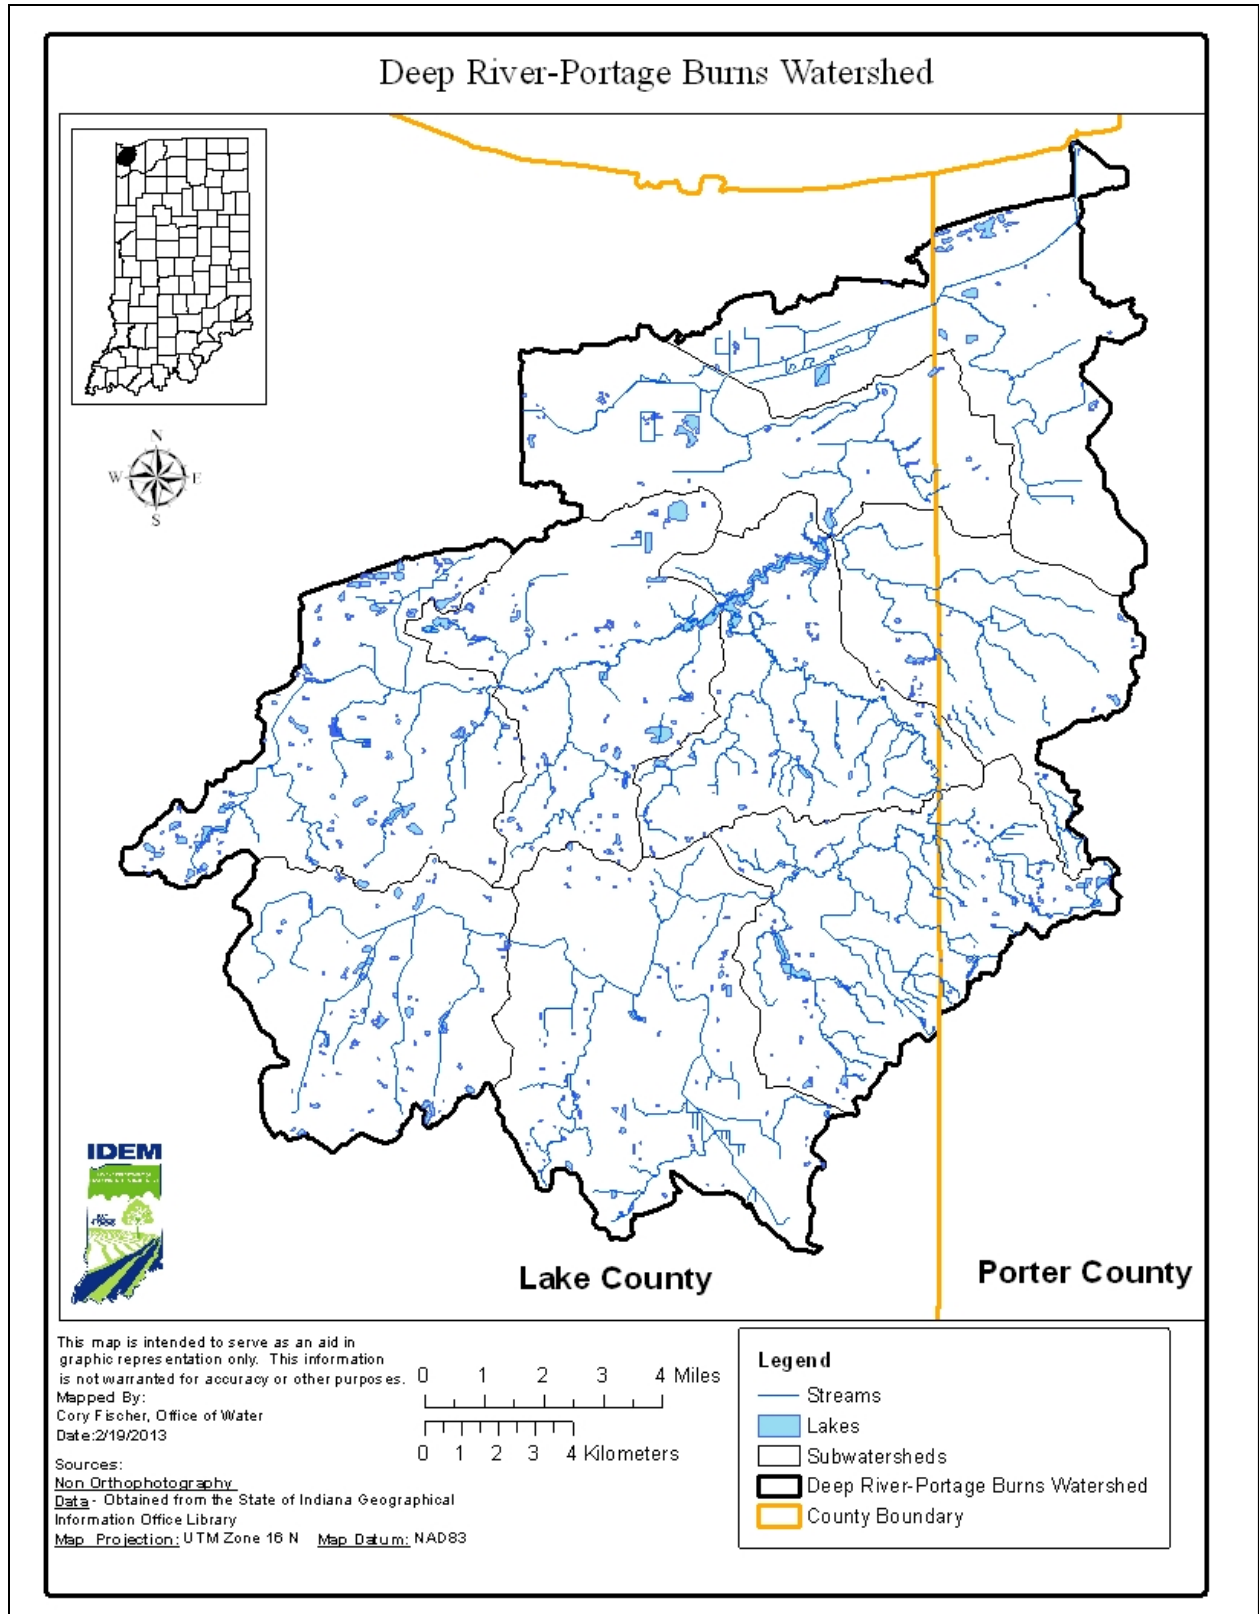 Deep River-Portage Burns Watershed
N
W E
S
IDEM
Lake County
Porter County
This map is intended to serve as an aid in
graphic representation only. This information
is not warranted for accuracy or other purposes.
Mapped By:
Cory Fischer, Office of Water
Date:2/19/2013
Sources:
Non Orthophotography
Data - Obtained from the State of Indiana Geographical
Information Office Library
Map Projection: UTM Zone 16 N Map Datum: NAD83
0 1 2 3 4 Miles
0 1 2 3 4 Kilometers
Legend
Streams
Lakes
Subwatersheds
Deep River-Portage Burns Watershed
County Boundary